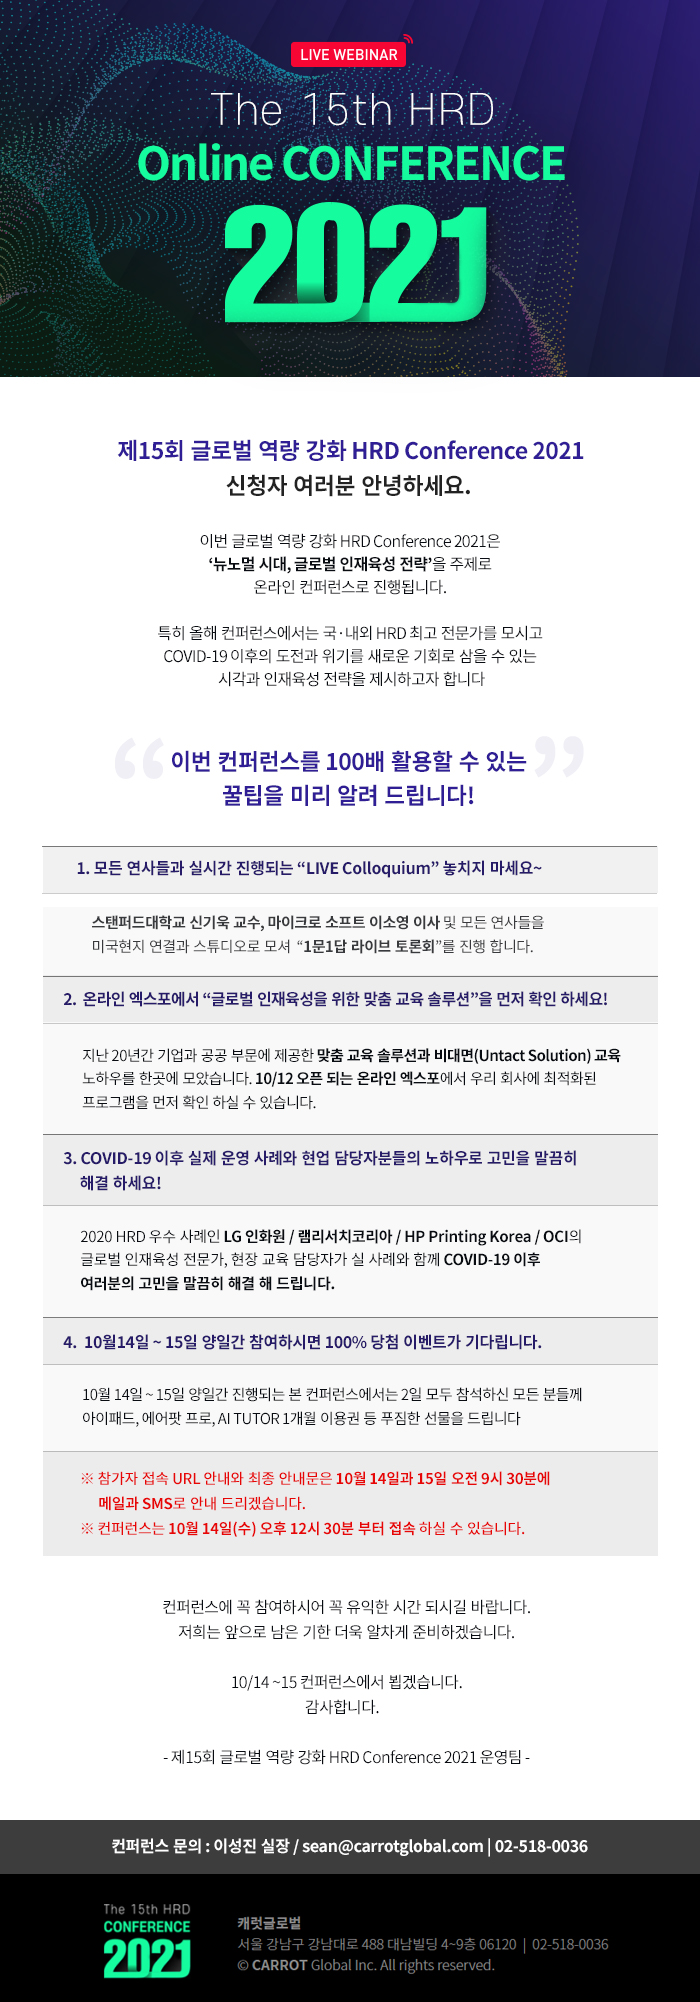 LIVE WEBINAR
The 15th HRD
Online CONFERENCE
2021
제15회 글로벌 역량 강화 HRD Conference 2021
신청자 여러분 안녕하세요.
이번 글로벌 역량 강화 HRD Conference 2021은
‘뉴노멀 시대, 글로벌 인재육성 전략’을 주제로
온라인 컨퍼런스로 진행됩니다.
특히 올해 컨퍼런스에서는 국·내외 HRD 최고 전문가를 모시고
COVID-19 이후의 도전과 위기를 새로운 기회로 삼을 수 있는
시각과 인재육성 전략을 제시하고자 합니다
“ 이번 컨퍼런스를 100배 활용할 수 있는 ”
꿀팁을 미리 알려 드립니다!
1. 모든 연사들과 실시간 진행되는 “LIVE Colloquium” 놓치지 마세요~
스탠퍼드대학교 신기욱 교수, 마이크로 소프트 이소영 이사 및 모든 연사들을
미국현지 연결과 스튜디오로 모셔 “1문1답 라이브 토론회”를 진행 합니다.
2. 온라인 엑스포에서 “글로벌 인재육성을 위한 맞춤 교육 솔루션”을 먼저 확인 하세요!
지난 20년간 기업과 공공 부문에 제공한 맞춤 교육 솔루션과 비대면(Untact Solution) 교육
노하우를 한곳에 모았습니다. 10/12 오픈 되는 온라인 엑스포에서 우리 회사에 최적화된
프로그램을 먼저 확인 하실 수 있습니다.
3. COVID-19 이후 실제 운영 사례와 현업 담당자분들의 노하우로 고민을 말끔히
해결 하세요!
2020 HRD 우수 사례인 LG 인화원 / 램리서치코리아 / HP Printing Korea / OCI의
글로벌 인재육성 전문가, 현장 교육 담당자가 실 사례와 함께 COVID-19 이후
여러분의 고민을 말끔히 해결 해 드립니다.
4. 10월14일 ~ 15일 양일간 참여하시면 100% 당첨 이벤트가 기다립니다.
10월 14일 ~ 15일 양일간 진행되는 본 컨퍼런스에서는 2일 모두 참석하신 모든 분들께
아이패드, 에어팟 프로, AI TUTOR 1개월 이용권 등 푸짐한 선물을 드립니다
※ 참가자 접속 URL 안내와 최종 안내문은 10월 14일과 15일 오전 9시 30분에
메일과 SMS로 안내 드리겠습니다.
※ 컨퍼런스는 10월 14일(수) 오후 12시 30분 부터 접속 하실 수 있습니다.
컨퍼런스에 꼭 참여하시어 꼭 유익한 시간 되시길 바랍니다.
저희는 앞으로 남은 기한 더욱 알차게 준비하겠습니다.
10/14 ~15 컨퍼런스에서 뵙겠습니다.
감사합니다.
- 제15회 글로벌 역량 강화 HRD Conference 2021 운영팀 -
컨퍼런스 문의 : 이성진 실장 / sean@carrotglobal.com | 02-518-0036
The 15th HRD
CONFERENCE
2021
캐럿글로벌
서울 강남구 강남대로 488 대남빌딩 4~9층 06120 | 02-518-0036
© CARROT Global Inc. All rights reserved.